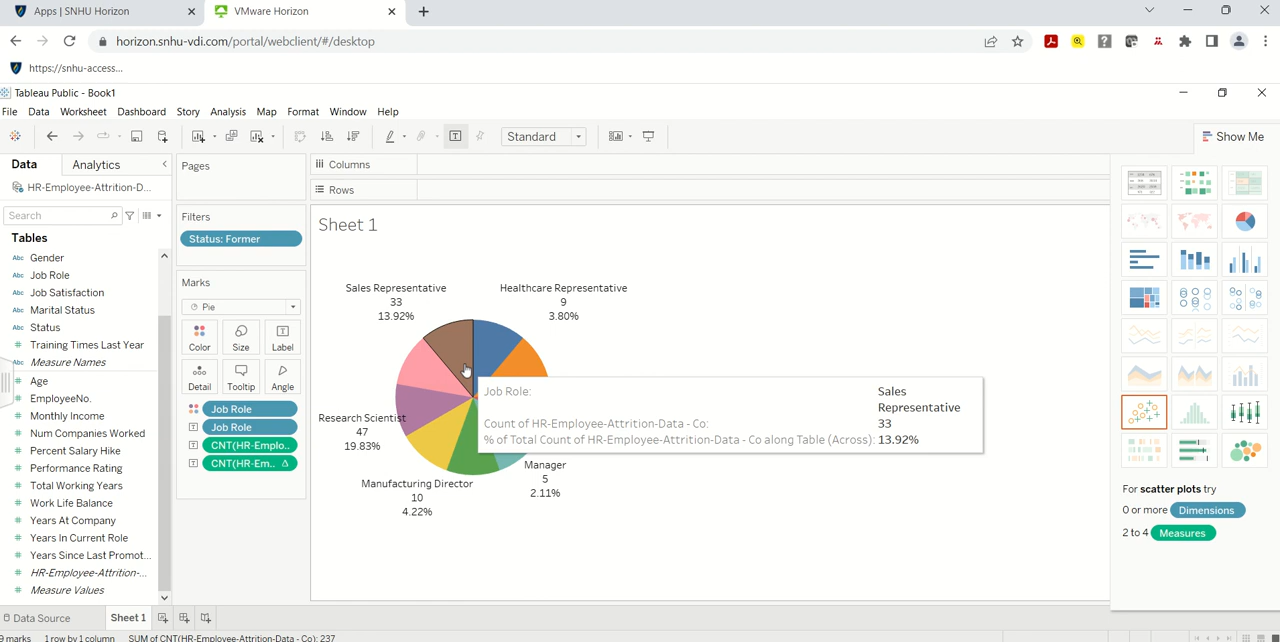 Apps | SNHU Horizon
VMware Horizon
horizon.snhu-vdi.com/portal/webclient/#/desktop
https://snhu-access...
Tableau Public - Book1
File Data Worksheet Dashboard Story Analysis Map Format Window Help
Standard
Show Me
Data
Analytics
HR-Employee-Attrition-D...
Search
Tables
Abc Gender
Abc Job Role
Abc Job Satisfaction
Abc Marital Status
Abc Status
# Training Times Last Year
Abc Measure Names
# Age
# EmployeeNo.
# Monthly Income
# Num Companies Worked
# Percent Salary Hike
# Performance Rating
# Total Working Years
# Work Life Balance
# Years At Company
# Years In Current Role
# Years Since Last Promot...
# HR-Employee-Attrition-...
# Measure Values
Pages
Filters
Status: Former
Marks
Pie
Color Size Label
Detail Tooltip Angle
Job Role
Job Role
CNT(HR-Emplo..
CNT(HR-Em.. Δ
Columns
Rows
Sheet 1
Sales Representative
33
13.92%
Healthcare Representative
9
3.80%
Research Scientist
47
19.83%
Manufacturing Director
10
4.22%
Manager
5
2.11%
Job Role: Sales
Representative
Count of HR-Employee-Attrition-Data - Co: 33
% of Total Count of HR-Employee-Attrition-Data - Co along Table (Across): 13.92%
For scatter plots try
0 or more Dimensions
2 to 4 Measures
Data Source
Sheet 1
9 marks 1 row by 1 column SUM of CNT(HR-Employee-Attrition-Data - Co): 237